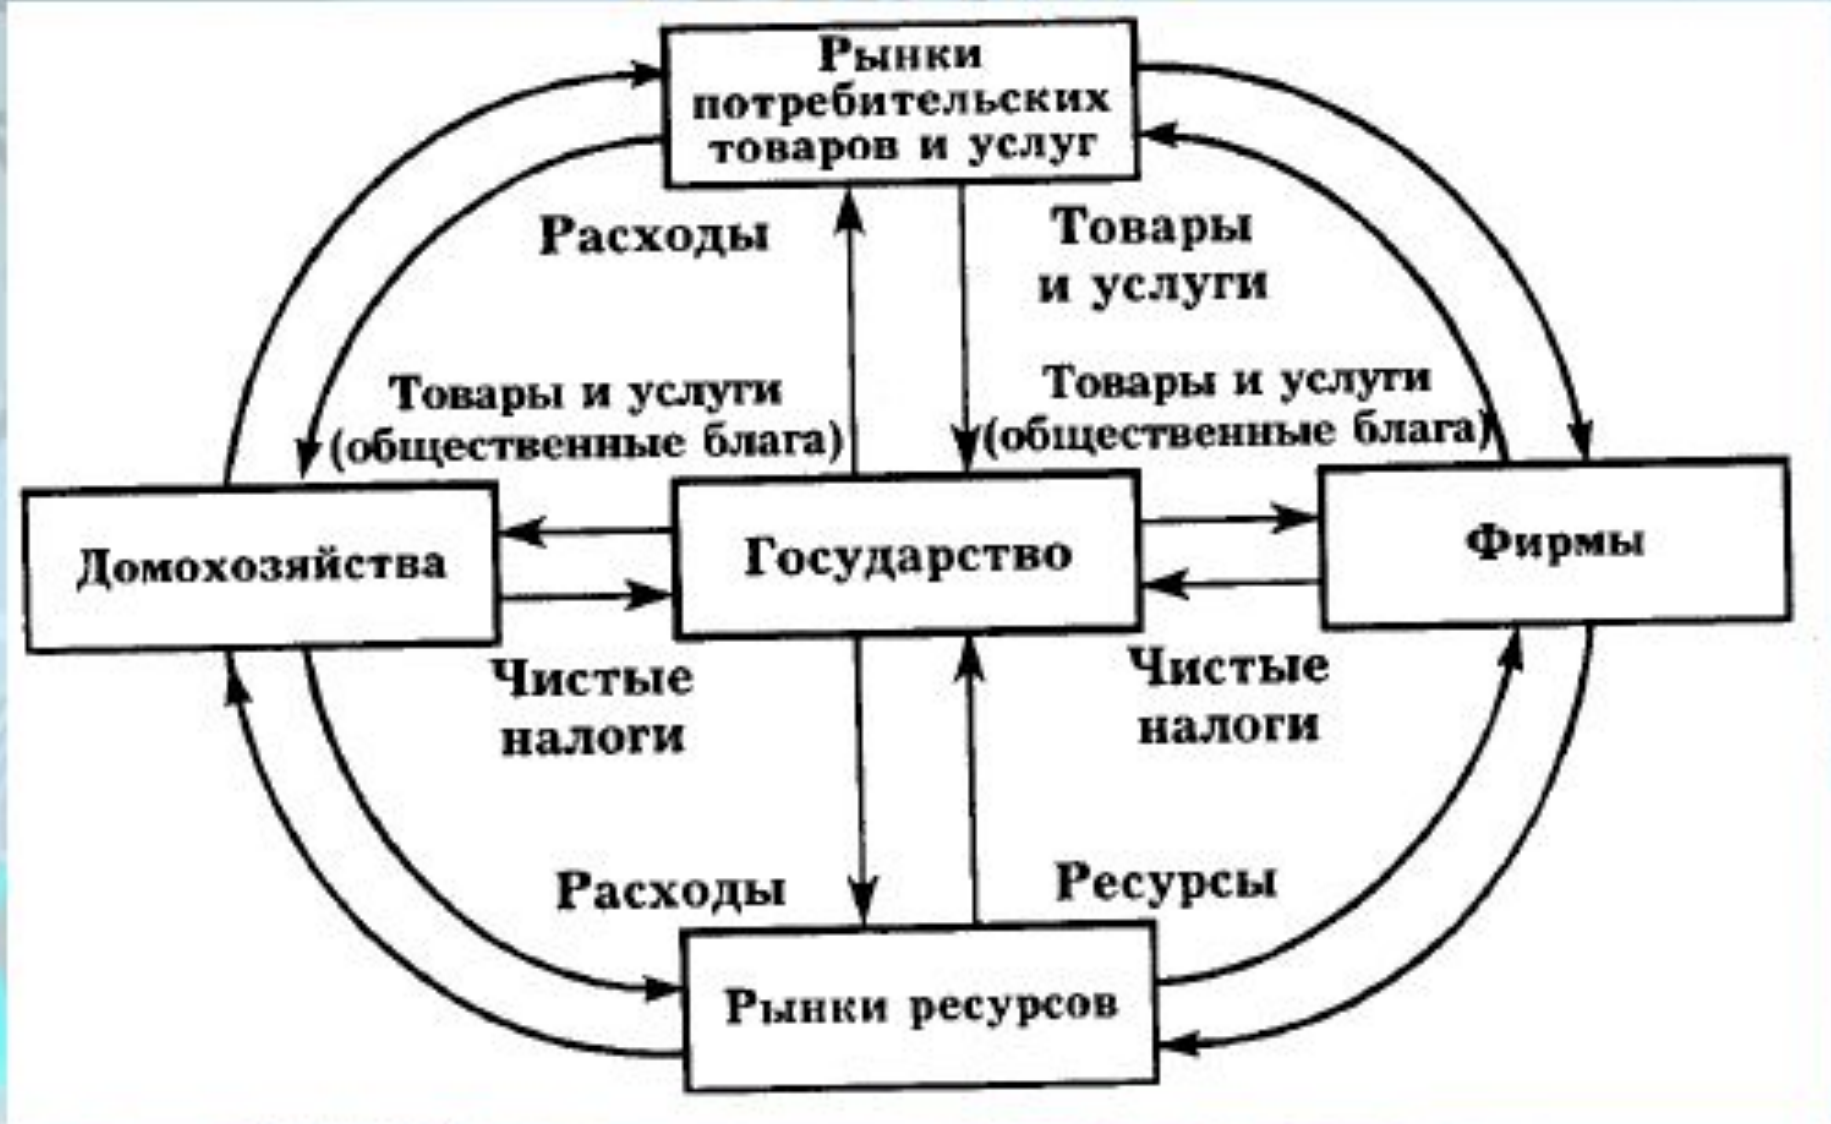 Рынки
потребительских
товаров и услуг
Расходы
Товары
и услуги
Товары и услуги
(общественные блага)
Товары и услуги
(общественные блага)
Домохозяйства
Государство
Фирмы
Чистые
налоги
Чистые
налоги
Расходы
Ресурсы
Рынки ресурсов